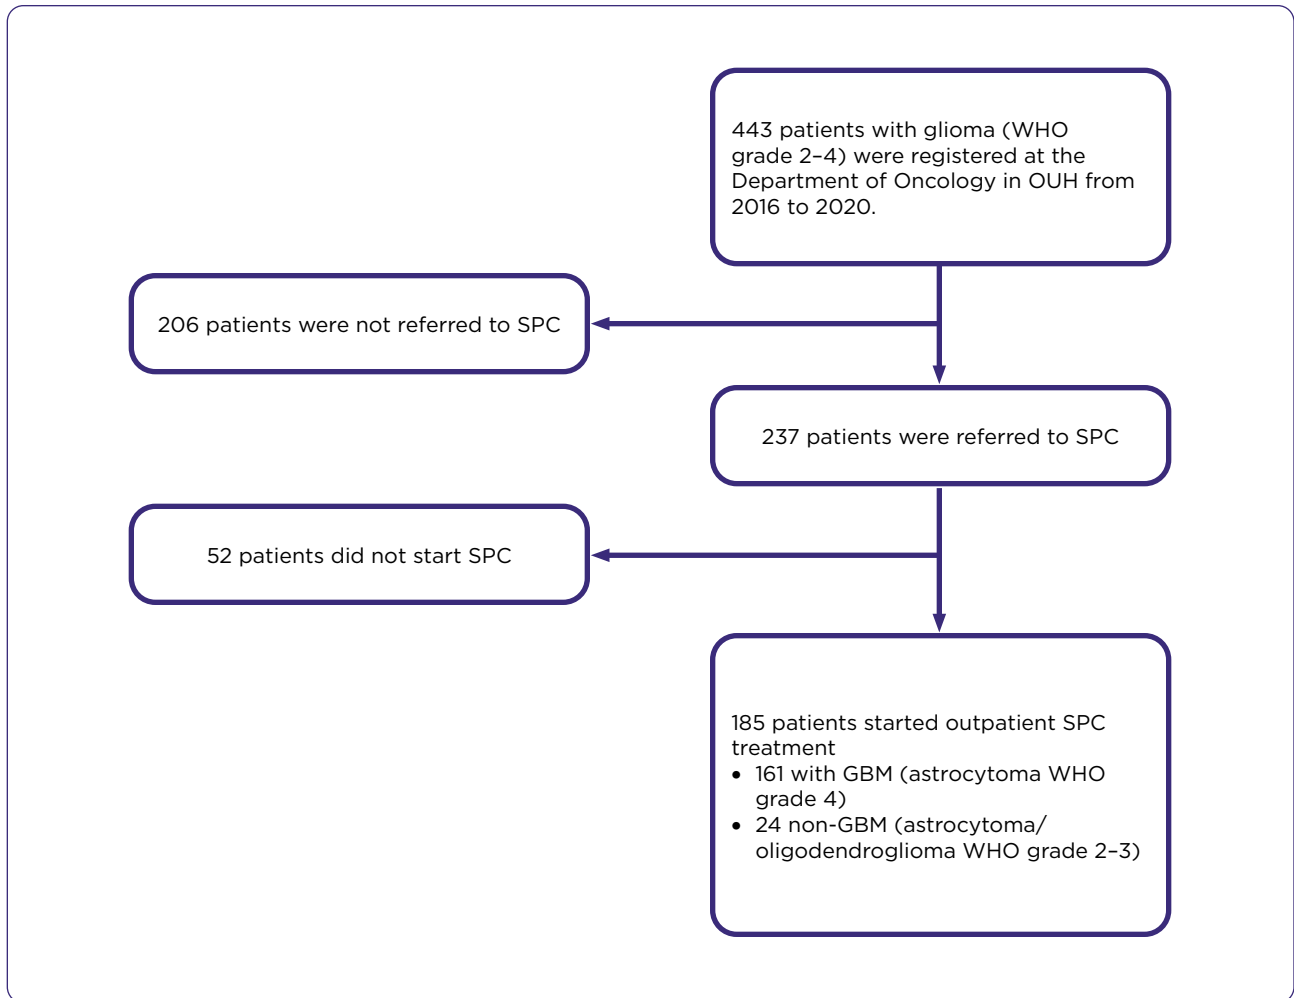 443 patients with glioma (WHO
grade 2–4) were registered at the
Department of Oncology in OUH from
2016 to 2020.
206 patients were not referred to SPC
237 patients were referred to SPC
52 patients did not start SPC
185 patients started outpatient SPC
treatment
• 161 with GBM (astrocytoma WHO
grade 4)
• 24 non-GBM (astrocytoma/
oligodendroglioma WHO grade 2–3)